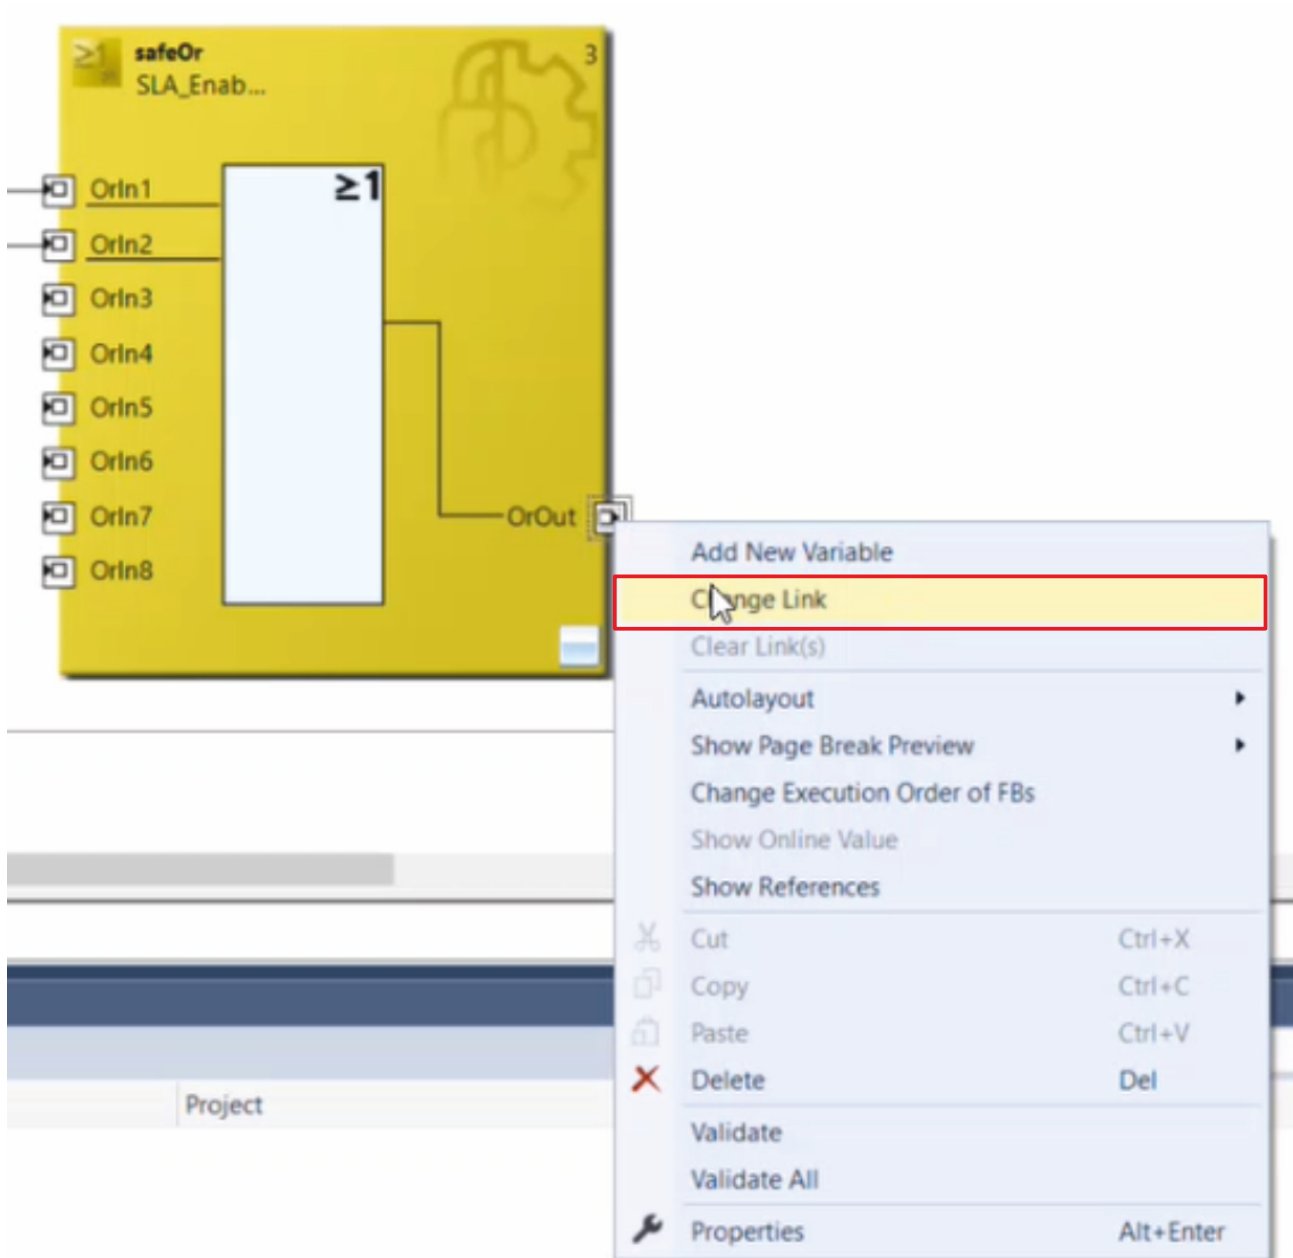 ≥1
safeOr
3
SLA_Enab...
≥1
OrIn1
OrIn2
OrIn3
OrIn4
OrIn5
OrIn6
OrIn7
OrIn8
OrOut
Add New Variable
Change Link
Clear Link(s)
Autolayout
Show Page Break Preview
Change Execution Order of FBs
Show Online Value
Show References
Cut Ctrl+X
Copy Ctrl+C
Paste Ctrl+V
Delete Del
Project
Validate
Validate All
Properties Alt+Enter